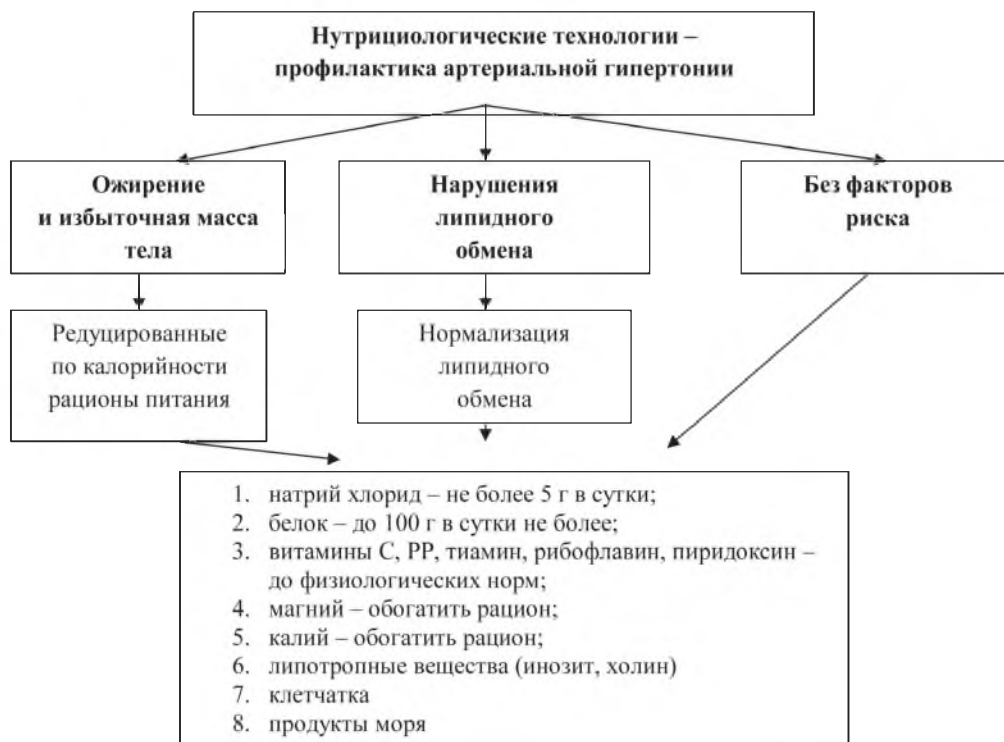 Нутрициологические технологии –
профилактика артериальной гипертонии
Ожирение
и избыточная масса
тела
Нарушения
липидного
обмена
Без факторов
риска
Редуцированные
по калорийности
рационы питания
Нормализация
липидного
обмена
1. натрий хлорид – не более 5 г в сутки;
2. белок – до 100 г в сутки не более;
3. витамины С, РР, тиамин, рибофлавин, пиридоксин –
до физиологических норм;
4. магний – обогатить рацион;
5. калий – обогатить рацион;
6. липотропные вещества (инозит, холин)
7. клетчатка
8. продукты моря